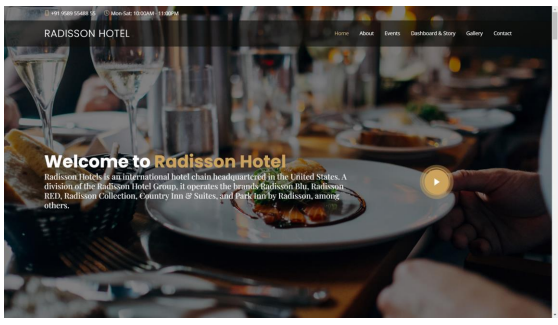 +91 9589 55488 55 Mon-Sat: 10:00AM - 11:00PM
RADISSON HOTEL
Home About Events Dashboard & Story Gallery Contact
Welcome to Radisson Hotel
Radisson Hotels is an international hotel chain headquartered in the United States. A
division of the Radisson Hotel Group, it operates the brands Radisson Blu, Radisson
RED, Radisson Collection, Country Inn & Suites, and Park Inn by Radisson, among
others.